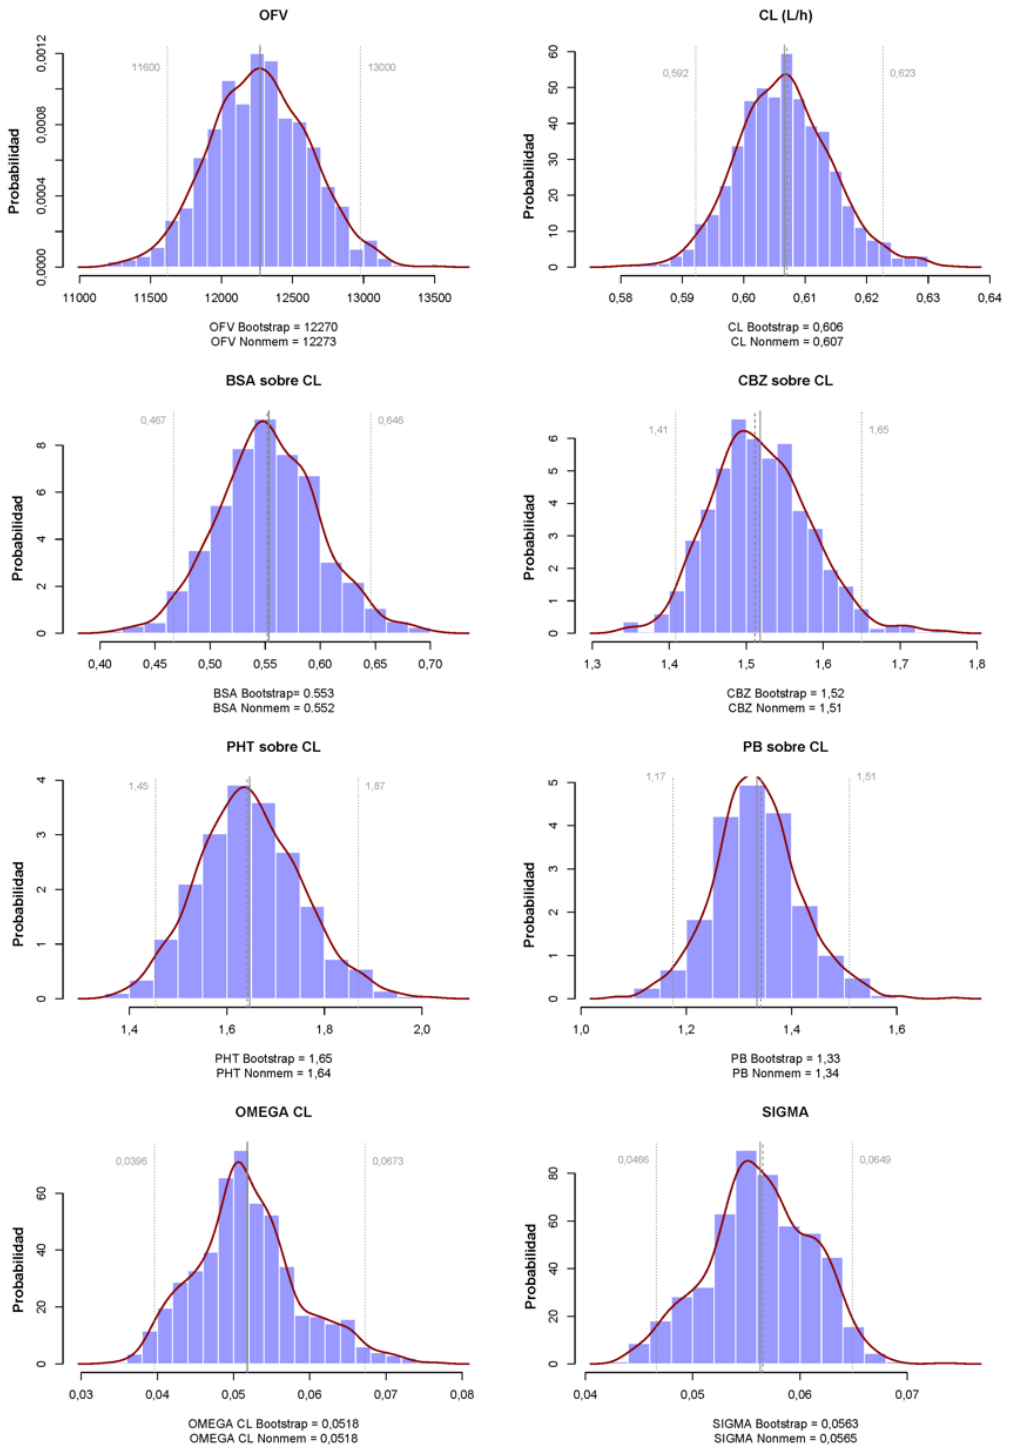 OFV
Probabilidad
0,0000 0,0004 0,0008 0,0012
11600 13000
11000 11500 12000 12500 13000 13500
OFV Bootstrap = 12270
OFV Nonmem = 12273
CL (L/h)
Probabilidad
0 10 20 30 40 50 60
0,592 0,623
0,58 0,59 0,60 0,61 0,62 0,63 0,64
CL Bootstrap = 0,606
CL Nonmem = 0,607
BSA sobre CL
Probabilidad
0 2 4 6 8
0,467 0,646
0,40 0,45 0,50 0,55 0,60 0,65 0,70
BSA Bootstrap= 0.553
BSA Nonmem = 0.552
CBZ sobre CL
Probabilidad
0 1 2 3 4 5 6
1,41 1,65
1,3 1,4 1,5 1,6 1,7 1,8
CBZ Bootstrap = 1,52
CBZ Nonmem = 1,51
PHT sobre CL
Probabilidad
0 1 2 3 4
1,45 1,87
1,4 1,6 1,8 2,0
PHT Bootstrap = 1,65
PHT Nonmem = 1,64
PB sobre CL
Probabilidad
0 1 2 3 4 5
1,17 1,51
1,0 1,2 1,4 1,6
PB Bootstrap = 1,33
PB Nonmem = 1,34
OMEGA CL
Probabilidad
0 20 40 60
0,0396 0,0673
0,03 0,04 0,05 0,06 0,07 0,08
OMEGA CL Bootstrap = 0,0518
OMEGA CL Nonmem = 0,0518
SIGMA
Probabilidad
0 20 40 60 80
0,0466 0,0649
0,04 0,05 0,06 0,07
SIGMA Bootstrap = 0,0563
SIGMA Nonmem = 0,0565